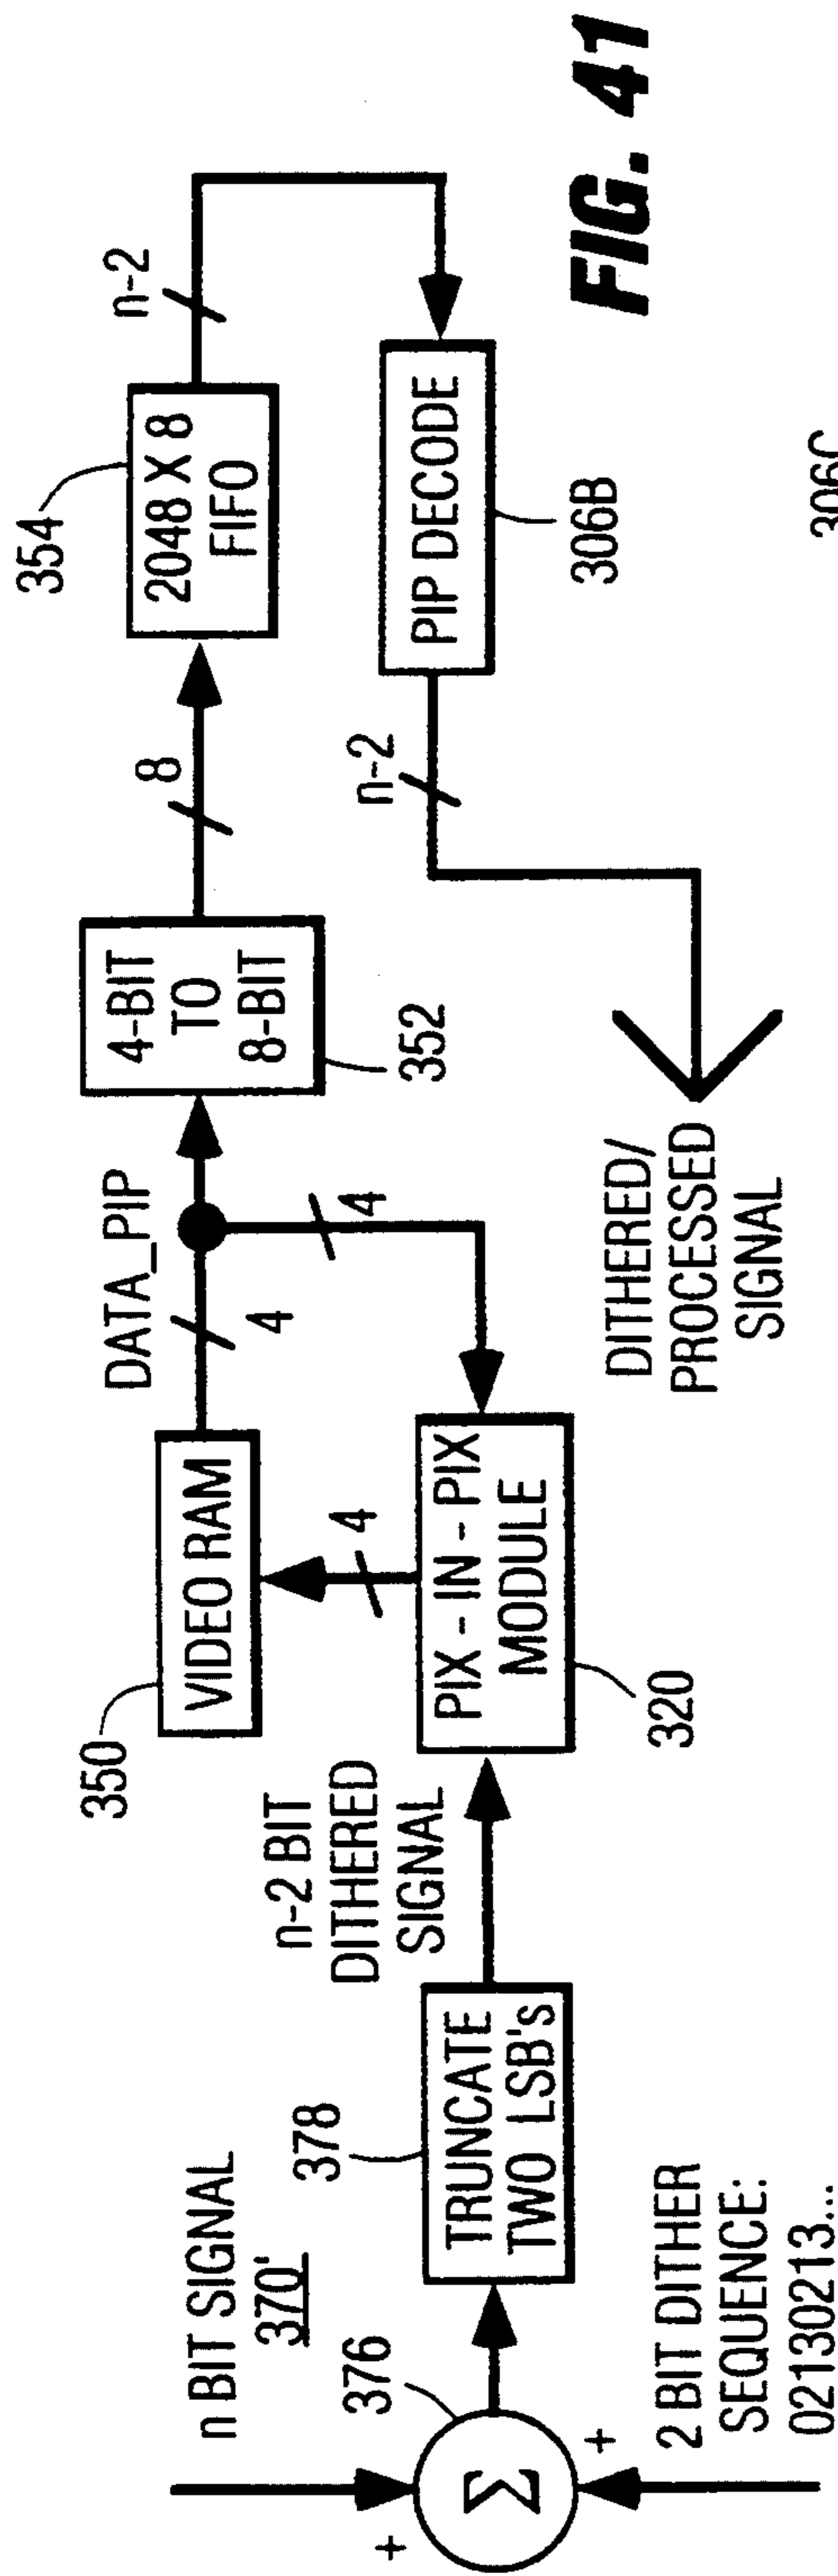 n BIT SIGNAL
370'
376
+
Σ
+
2 BIT DITHER
SEQUENCE:
02130213...
378
TRUNCATE
TWO LSB's
n-2 BIT
DITHERED
SIGNAL
350
VIDEO RAM
4
PIX - IN - PIX
MODULE
320
DATA_PIP
4
4
4-BIT
TO
8-BIT
352
8
354
2048 X 8
FIFO
n-2
PIP DECODE
306B
n-2
DITHERED/
PROCESSED
SIGNAL
FIG. 41
306C